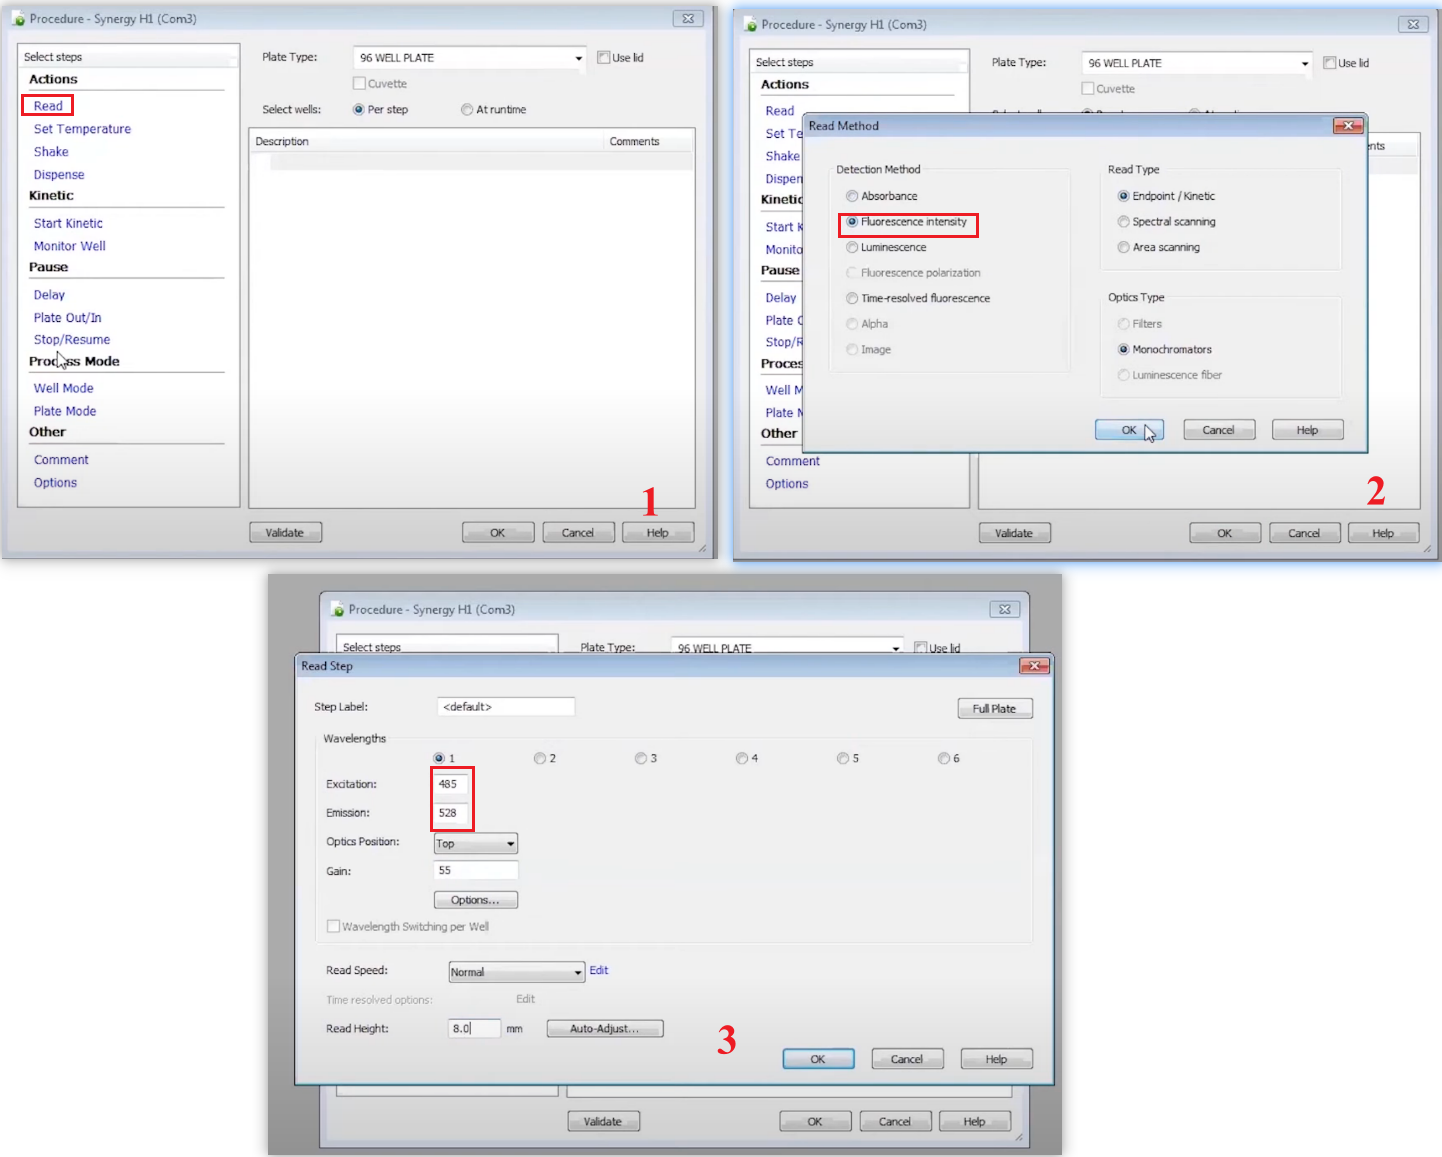 Procedure - Synergy H1 (Com3)
Select steps
Actions
Read
Set Temperature
Shake
Dispense
Kinetic
Start Kinetic
Monitor Well
Pause
Delay
Plate Out/In
Stop/Resume
Process Mode
Well Mode
Plate Mode
Other
Comment
Options
Plate Type: 96 WELL PLATE Use lid
Cuvette
Select wells: Per step At runtime
Description Comments
1
Validate OK Cancel Help
Procedure - Synergy H1 (Com3)
Select steps
Actions
Read
Set Te
Shake
Dispen
Kinetic
Start K
Monito
Pause
Delay
Plate O
Stop/R
Proces
Well M
Plate M
Other
Comment
Options
Plate Type: 96 WELL PLATE Use lid
Cuvette
nts
Read Method
Detection Method
Absorbance
Fluorescence intensity
Luminescence
Fluorescence polarization
Time-resolved fluorescence
Alpha
Image
Read Type
Endpoint / Kinetic
Spectral scanning
Area scanning
Optics Type
Filters
Monochromators
Luminescence fiber
OK Cancel Help
2
Validate OK Cancel Help
Procedure - Synergy H1 (Com3)
Select steps Plate Type: 96 WELL PLATE Use lid
Read Step
Step Label: <default> Full Plate
Wavelengths
1 2 3 4 5 6
Excitation: 485
Emission: 528
Optics Position: Top
Gain: 55
Options...
Wavelength Switching per Well
Read Speed: Normal Edit
Time resolved options: Edit
Read Height: 8.0 mm Auto-Adjust...
3
OK Cancel Help
Validate OK Cancel Help